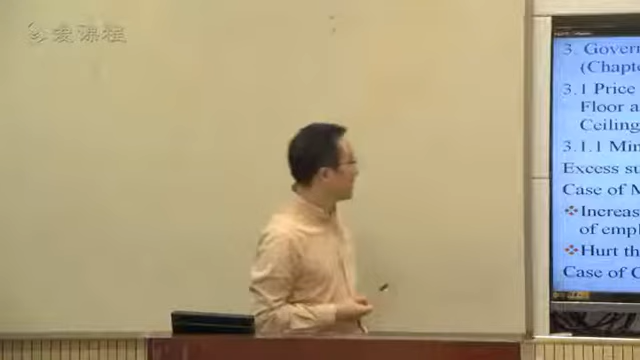 爱课程
3. Govern
(Chapte
3.1 Price
Floor a
Ceiling
3.1.1 Min
Excess su
Case of M
Increas
of empl
Hurt th
Case of C